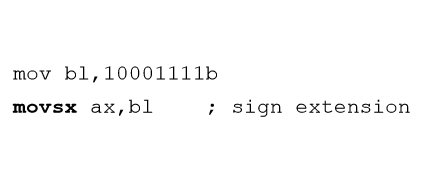 mov bl,10001111b
movsx ax,bl    ; sign extension